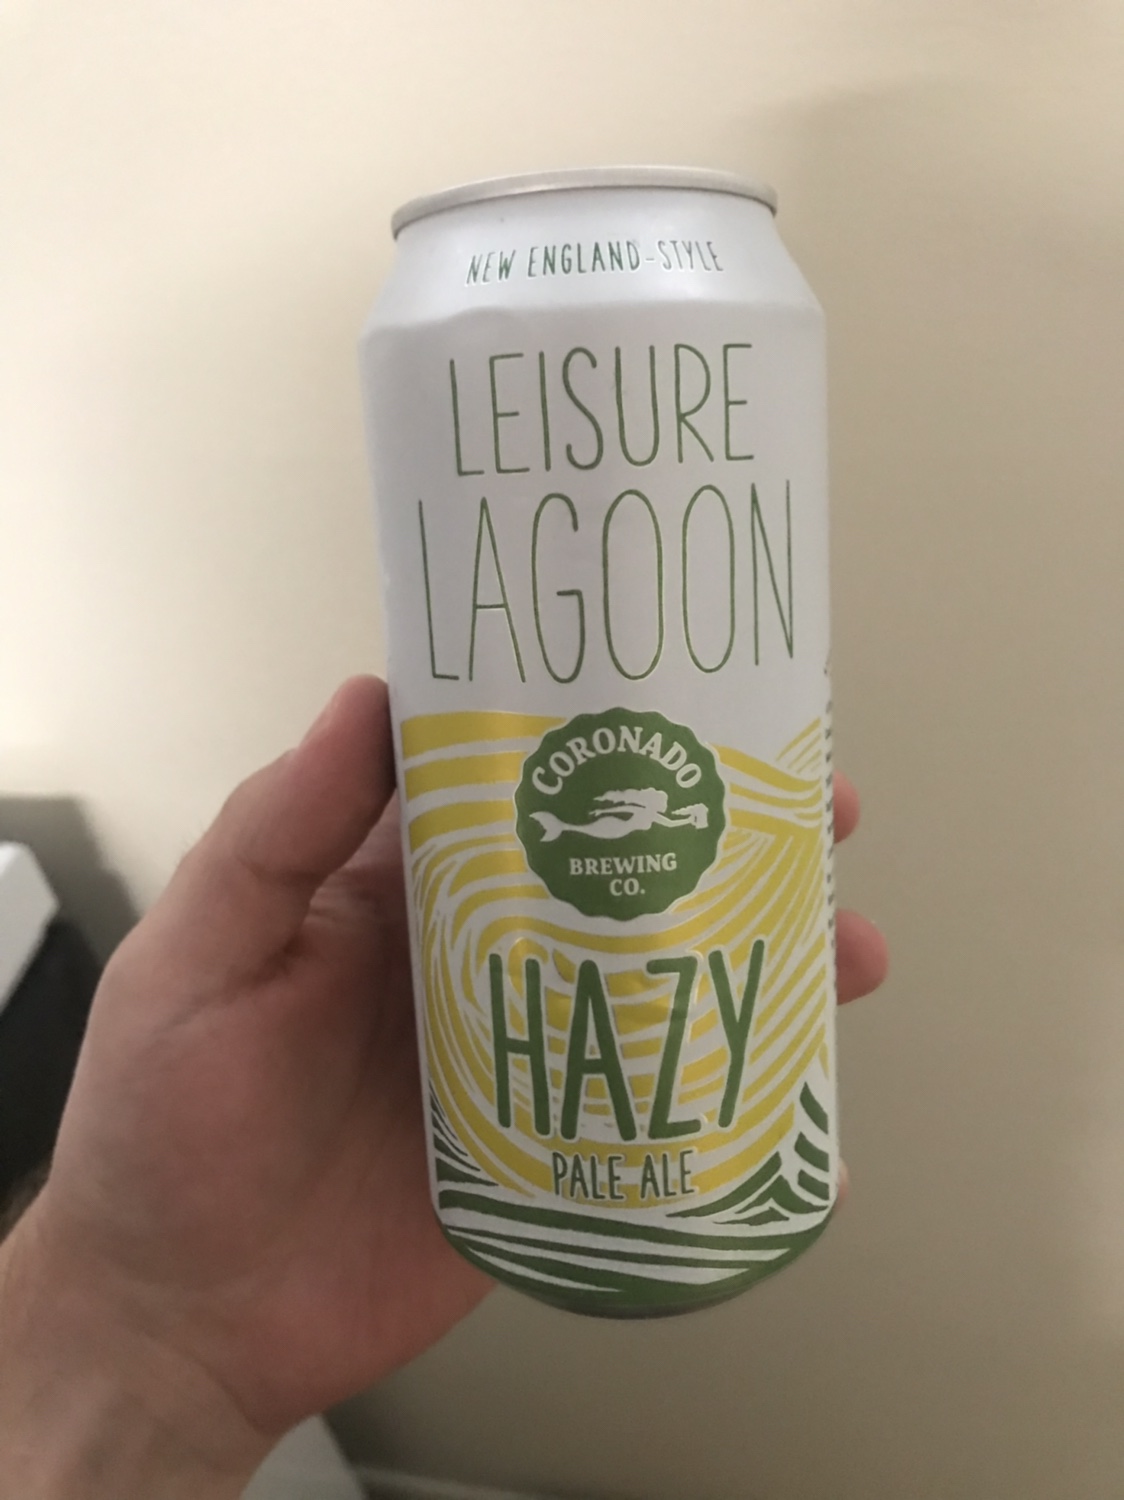 NEW ENGLAND-STYLE
LEISURE
LAGOON
CORONADO
BREWING
CO.
HAZY
PALE ALE